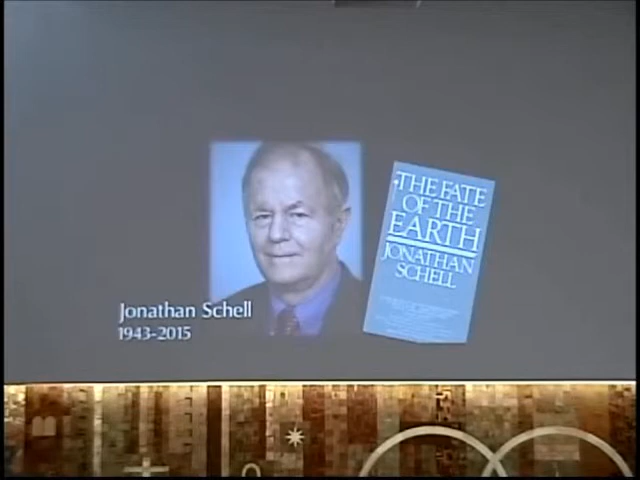 Jonathan Schell
1943-2015
THE FATE
OF THE
EARTH
JONATHAN
SCHELL